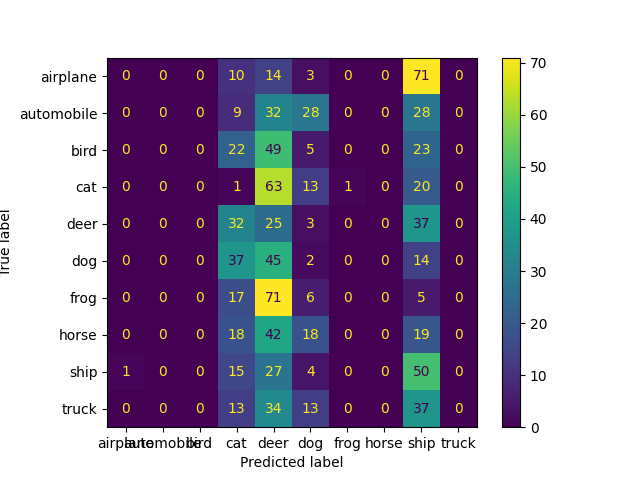 airplane 0 0 0 10 14 3 0 0 71 0
automobile 0 0 0 9 32 28 0 0 28 0
bird 0 0 0 22 49 5 0 0 23 0
cat 0 0 0 1 63 13 1 0 20 0
deer 0 0 0 32 25 3 0 0 37 0
dog 0 0 0 37 45 2 0 0 14 0
frog 0 0 0 17 71 6 0 0 5 0
horse 0 0 0 18 42 18 0 0 19 0
ship 1 0 0 15 27 4 0 0 50 0
truck 0 0 0 13 34 13 0 0 37 0
airplane automobile bird cat deer dog frog horse ship truck
Predicted label
True label
70
60
50
40
30
20
10
0